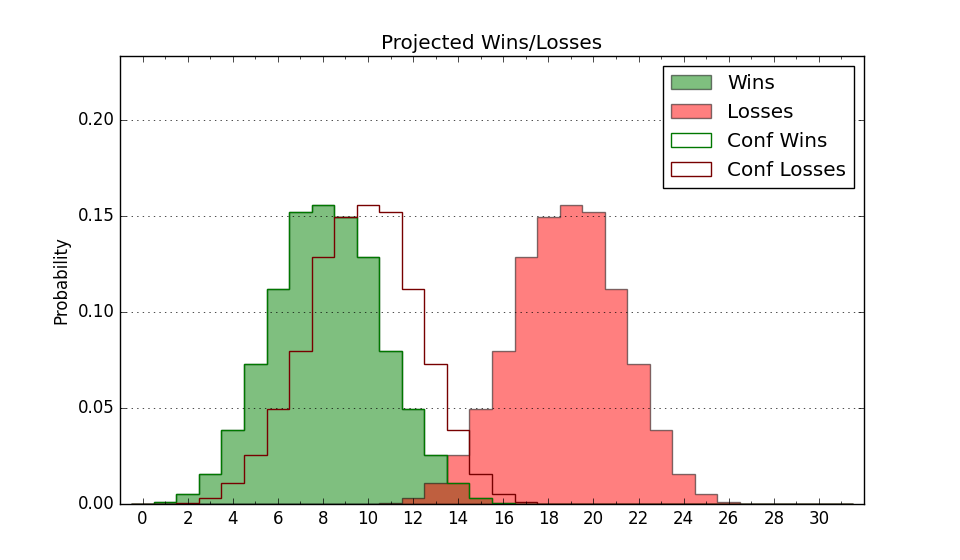 Projected Wins/Losses
Wins
Losses
Conf Wins
Conf Losses
Probability
0.20
0.15
0.10
0.05
0.00
0 2 4 6 8 10 12 14 16 18 20 22 24 26 28 30